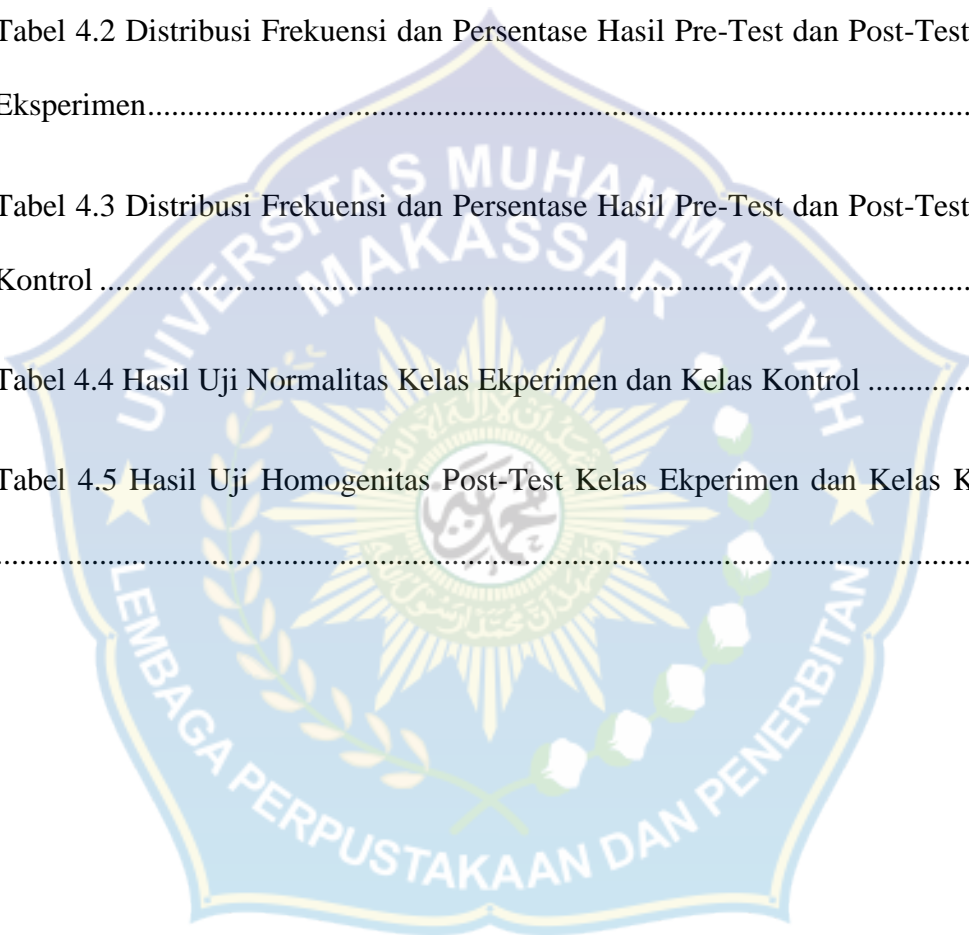 Tabel 4.2 Distribusi Frekuensi dan Persentase Hasil Pre-Test dan Post-Test
Eksperimen.......................................................................................................
Tabel 4.3 Distribusi Frekuensi dan Persentase Hasil Pre-Test dan Post-Test
Kontrol .............................................................................................................
Tabel 4.4 Hasil Uji Normalitas Kelas Ekperimen dan Kelas Kontrol .............
Tabel 4.5 Hasil Uji Homogenitas Post-Test Kelas Ekperimen dan Kelas K
..........................................................................................................................
UNIVERSITAS MUHAMMADIYAH
MAKASSAR
LEMBAGA PERPUSTAKAAN DAN PENERBITAN